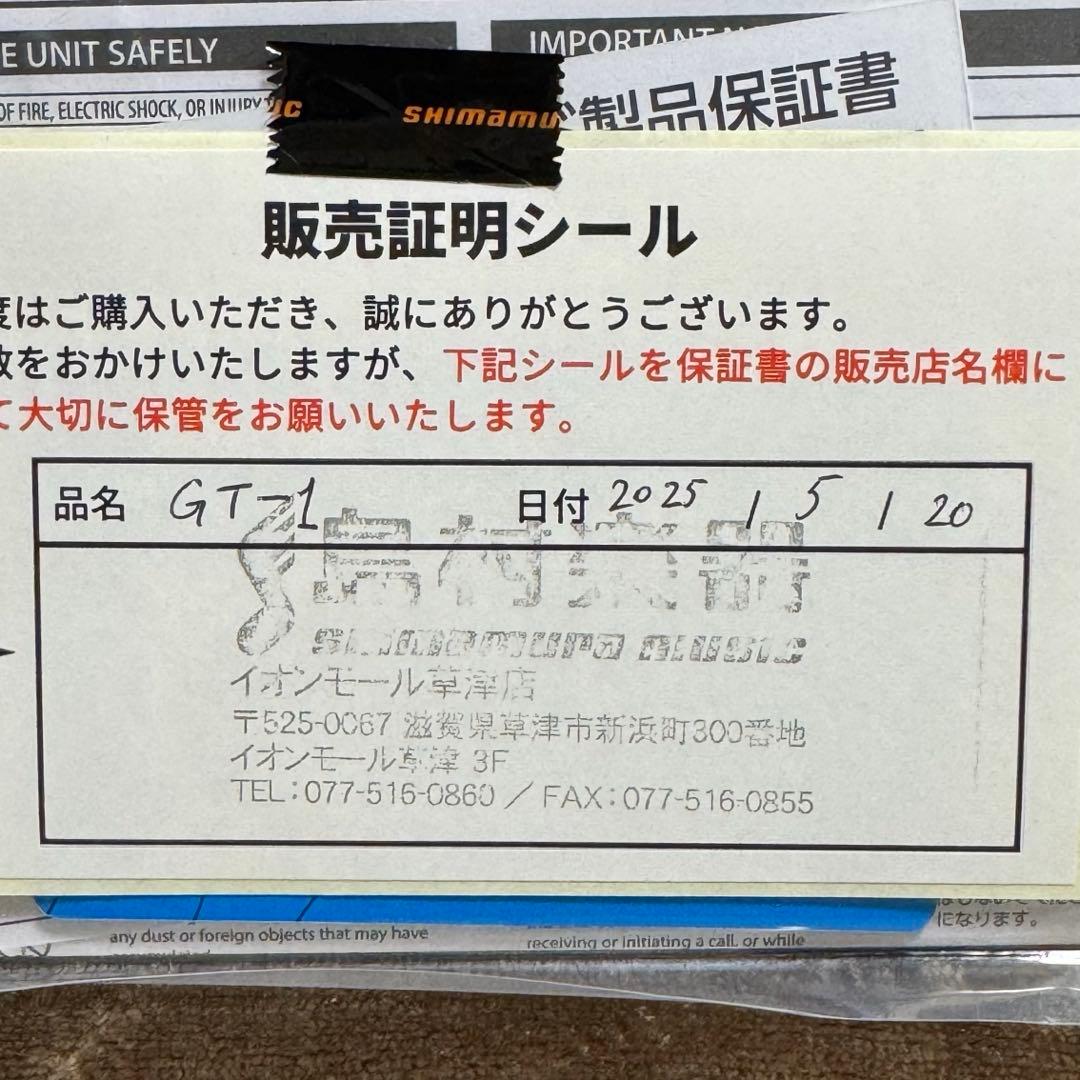 E UNIT SAFELY
IMPORTANT N
OF FIRE, ELECTRIC SHOCK, OR INJURY
IC SHIMAMU
製品保証書
販売証明シール
度はご購入いただき、誠にありがとうございます。
数をおかけいたしますが、下記シールを保証書の販売店名欄に
て大切に保管をお願いいたします。
品名 GT-1 日付 2025 / 5 / 20
島村楽器
SHIMAMURA MUSIC
イオンモール草津店
〒525-0067 滋賀県草津市新浜町300番地
イオンモール草津 3F
TEL:077-516-0860 / FAX:077-516-0855
になります。
any dust or foreign objects that may have
receiving or initiating a call, or while